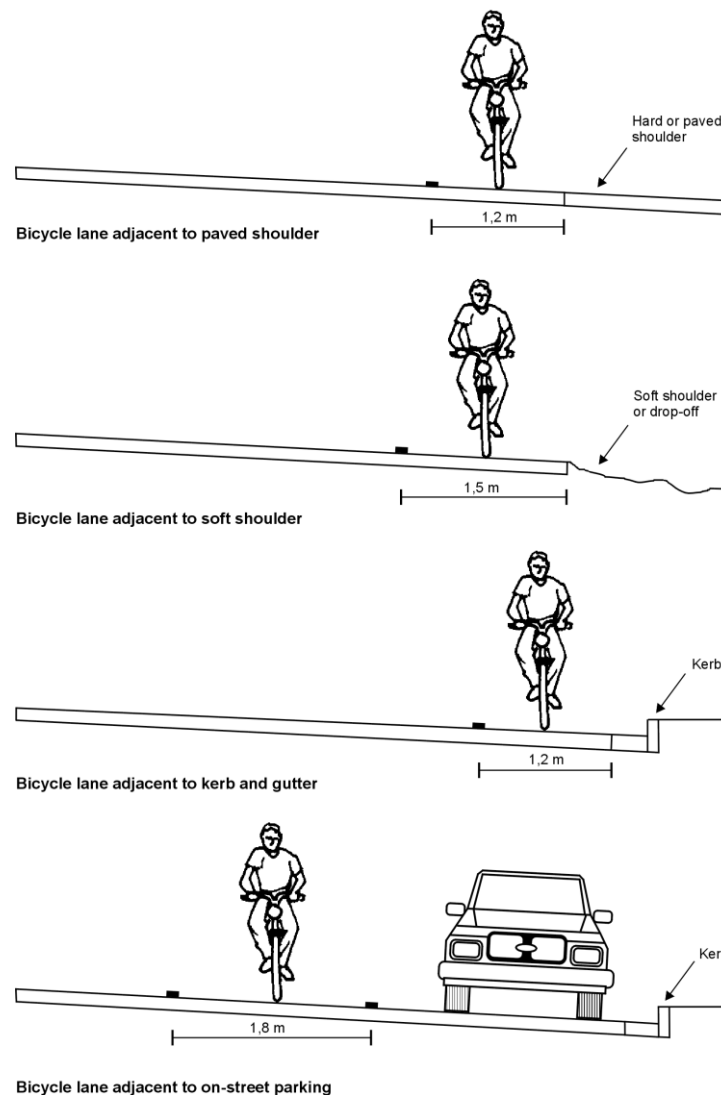 Hard or paved
shoulder
1,2 m
Bicycle lane adjacent to paved shoulder
Soft shoulder
or drop-off
1,5 m
Bicycle lane adjacent to soft shoulder
Kerb
1,2 m
Bicycle lane adjacent to kerb and gutter
Ker
1,8 m
Bicycle lane adjacent to on-street parking